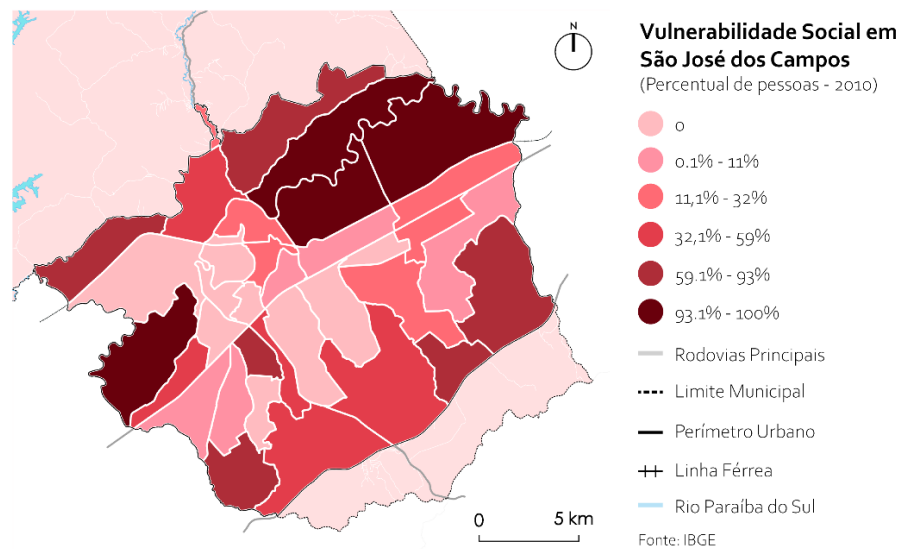 N
Vulnerabilidade Social em
São José dos Campos
(Percentual de pessoas - 2010)
0
0.1% - 11%
11,1% - 32%
32,1% - 59%
59.1% - 93%
93.1% - 100%
Rodovias Principais
Limite Municipal
Perímetro Urbano
Linha Férrea
Rio Paraíba do Sul
Fonte: IBGE
0 5 km